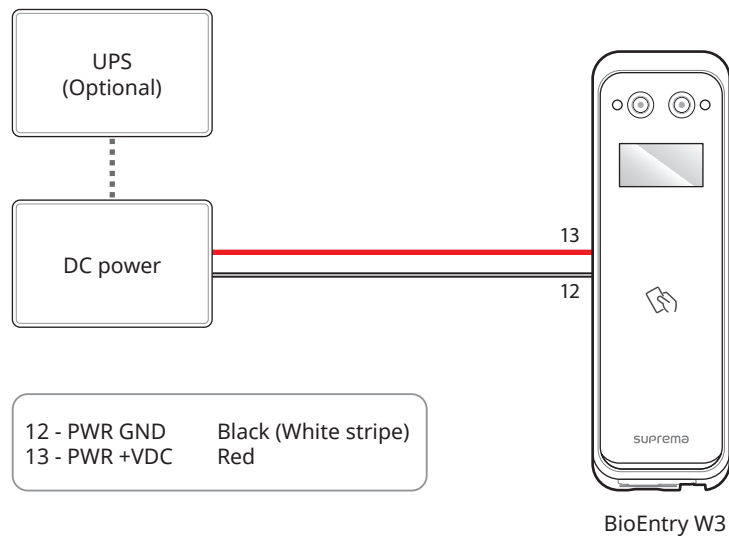 UPS
(Optional)
DC power
13
12
12 - PWR GND Black (White stripe)
13 - PWR +VDC Red
suprema
BioEntry W3